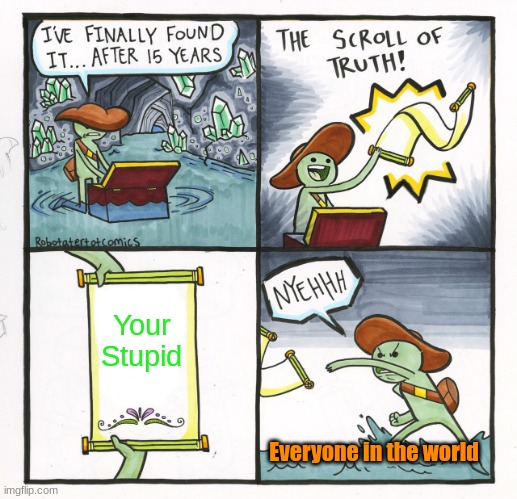 I'VE FINALLY FOUND
IT... AFTER 15 YEARS
Robotatertotcomics
THE SCROLL OF
TRUTH!
Your
Stupid
NYEHHH
Everyone in the world
imgflip.com